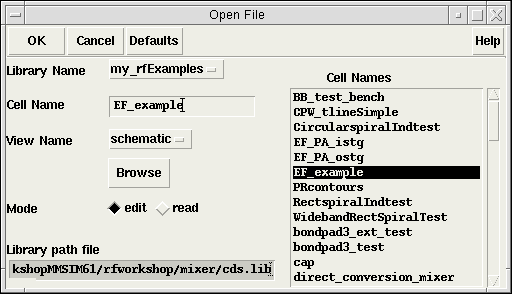 Open File
OK Cancel Defaults Help
Library Name my_rfExamples
Cell Name EF_example
View Name schematic
Browse
Mode edit read
Library path file
kshopMMSIM61/rfworkshop/mixer/cds.lib
Cell Names
BB_test_bench
CPW_tlineSimple
CircularspiralIndtest
EF_PA_istg
EF_PA_ostg
EF_example
PRcontours
RectspiralIndtest
WidebandRectSpiralTest
bondpad3_ext_test
bondpad3_test
cap
direct_conversion_mixer